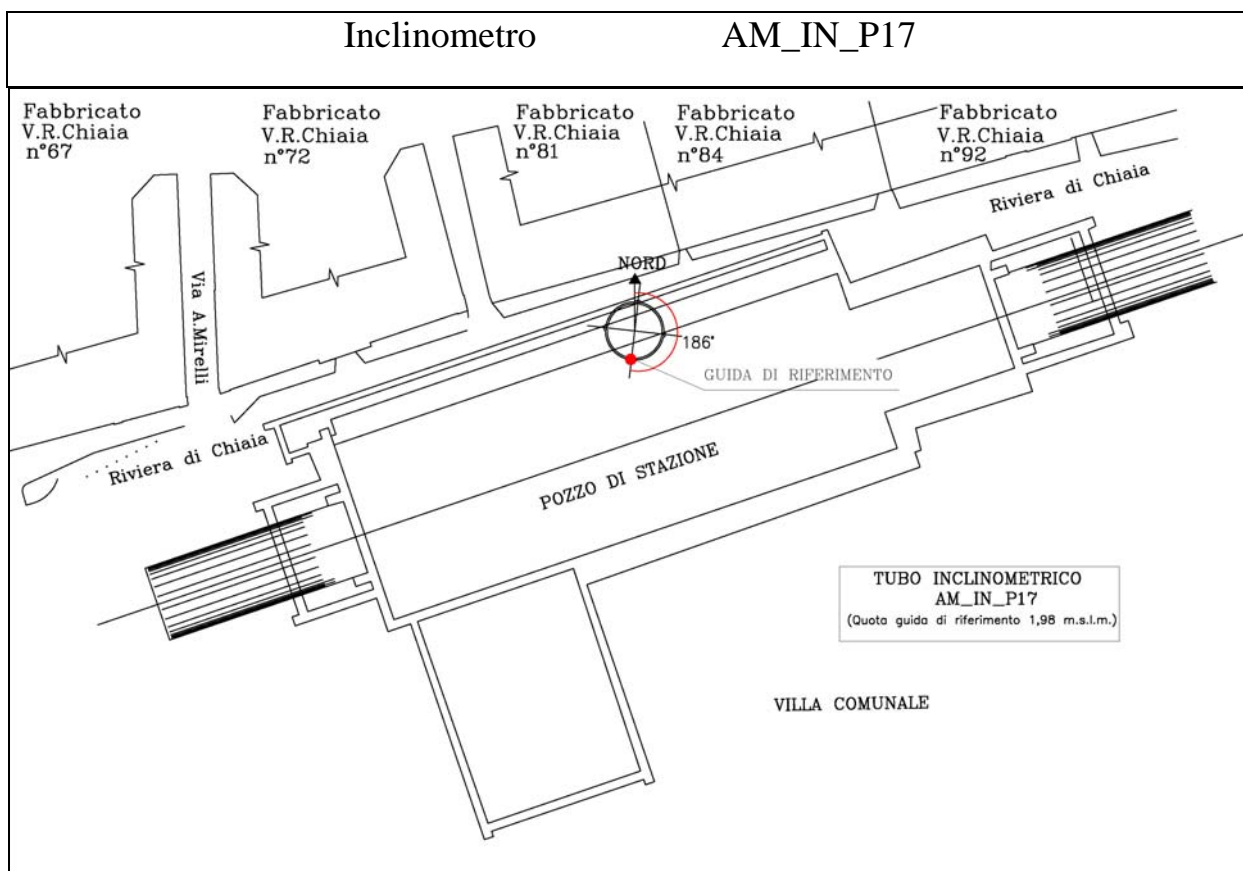 Inclinometro AM_IN_P17
Fabbricato
V.R.Chiaia
n°67
Fabbricato
V.R.Chiaia
n°72
Fabbricato
V.R.Chiaia
n°81
Fabbricato
V.R.Chiaia
n°84
Fabbricato
V.R.Chiaia
n°92
Riviera di Chiaia
NORD
Via A.Mirelli
186°
GUIDA DI RIFERIMENTO
Riviera di Chiaia
POZZO DI STAZIONE
TUBO INCLINOMETRICO
AM_IN_P17
(Quota guida di riferimento 1,98 m.s.l.m.)
VILLA COMUNALE